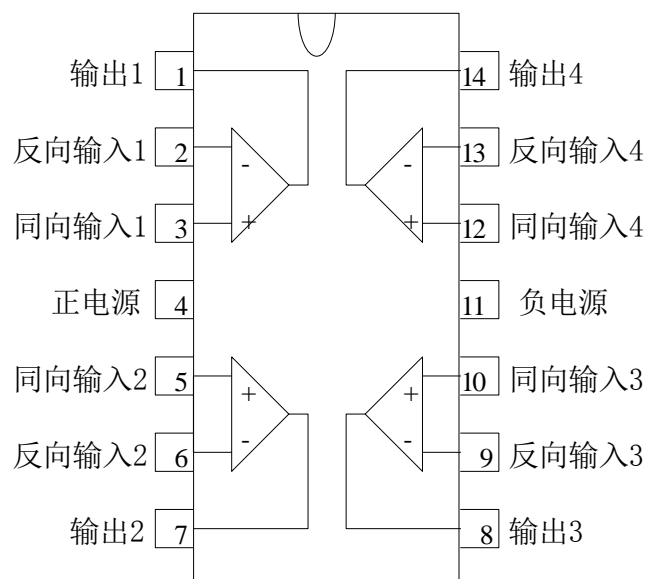 输出1 1 14 输出4
反向输入1 2 - - 13 反向输入4
同向输入1 3 + + 12 同向输入4
正电源 4 11 负电源
同向输入2 5 + + 10 同向输入3
反向输入2 6 - - 9 反向输入3
输出2 7 8 输出3